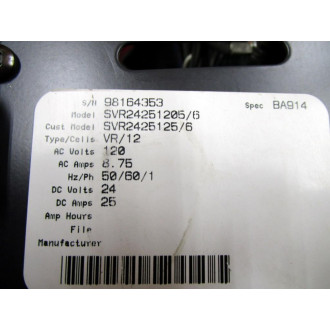 S/N 98164353 Spec BA914
Model SVR24251205/6
Cust Model SVR2425125/6
Type/Cells VR/12
AC Volts 120
AC Amps 8.75
Hz/Ph 50/60/1
DC Volts 24
DC Amps 25
Amp Hours
File
Manufacturer